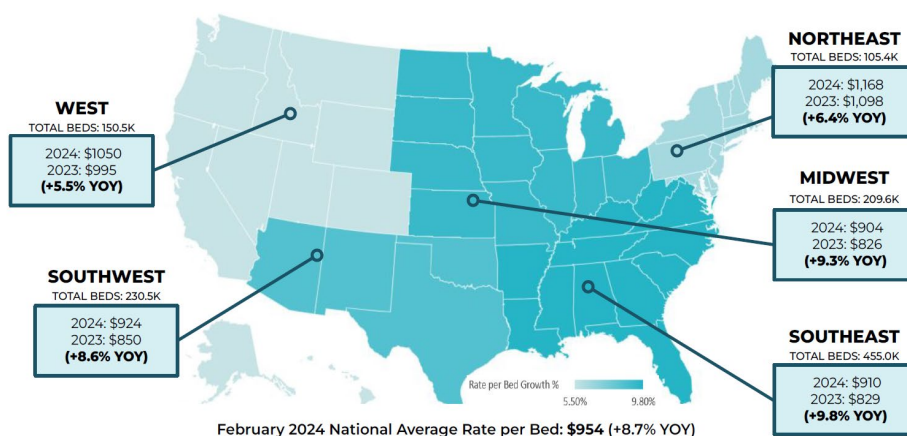 NORTHEAST
TOTAL BEDS: 105.4K
2024: $1,168
2023: $1,098
(+6.4% YOY)
WEST
TOTAL BEDS: 150.5K
2024: $1050
2023: $995
(+5.5% YOY)
MIDWEST
TOTAL BEDS: 209.6K
2024: $904
2023: $826
(+9.3% YOY)
SOUTHWEST
TOTAL BEDS: 230.5K
2024: $924
2023: $850
(+8.6% YOY)
SOUTHEAST
TOTAL BEDS: 455.0K
2024: $910
2023: $829
(+9.8% YOY)
Rate per Bed Growth %
5.50% 9.80%
February 2024 National Average Rate per Bed: $954 (+8.7% YOY)